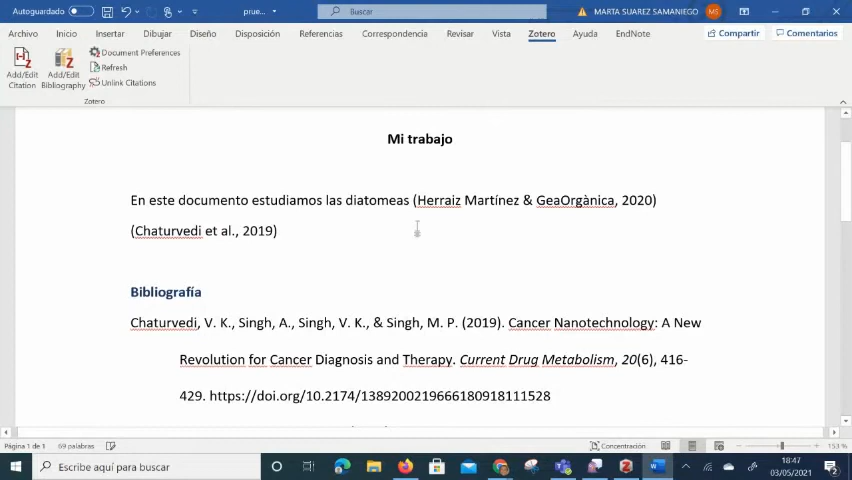 Autoguardado
prue...
Buscar
MARTA SUAREZ SAMANIEGO
MS
Archivo
Inicio
Insertar
Dibujar
Diseño
Disposición
Referencias
Correspondencia
Revisar
Vista
Zotero
Ayuda
EndNote
Compartir
Comentarios
Add/Edit
Citation
Add/Edit
Bibliography
Document Preferences
Refresh
Unlink Citations
Zotero
Mi trabajo
En este documento estudiamos las diatomeas (Herraiz Martínez & GeaOrgànica, 2020)
(Chaturvedi et al., 2019)
Bibliografía
Chaturvedi, V. K., Singh, A., Singh, V. K., & Singh, M. P. (2019). Cancer Nanotechnology: A New
Revolution for Cancer Diagnosis and Therapy. Current Drug Metabolism, 20(6), 416-
429. https://doi.org/10.2174/1389200219666180918111528
Página 1 de 1
69 palabras
Concentración
153 %
Escribe aquí para buscar
18:47
03/05/2021
2